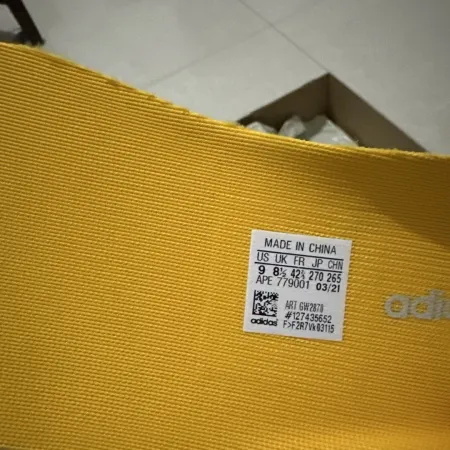 MADE IN CHINA
US UK FR JP CHN
9 8½ 42⅔ 270 265
APE 779001 03/21
ART GW2870
#127435652
adidas
adid